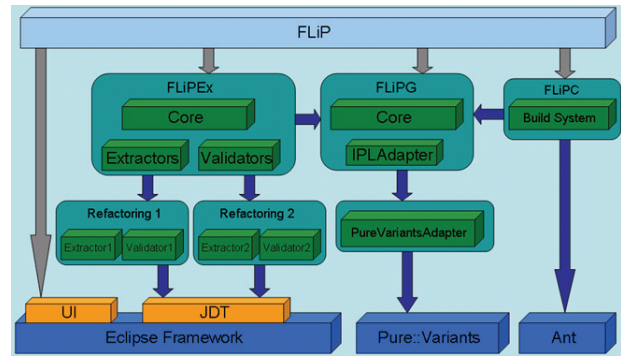 FLiP
FLiPEx
FLiPG
FLiPC
Core
Core
Build System
Extractors
Validators
IPLAdapter
Refactoring 1
Refactoring 2
Extractor1
Validator1
Extractor2
Validator2
PureVariantsAdapter
UI
JDT
Eclipse Framework
Pure::Variants
Ant